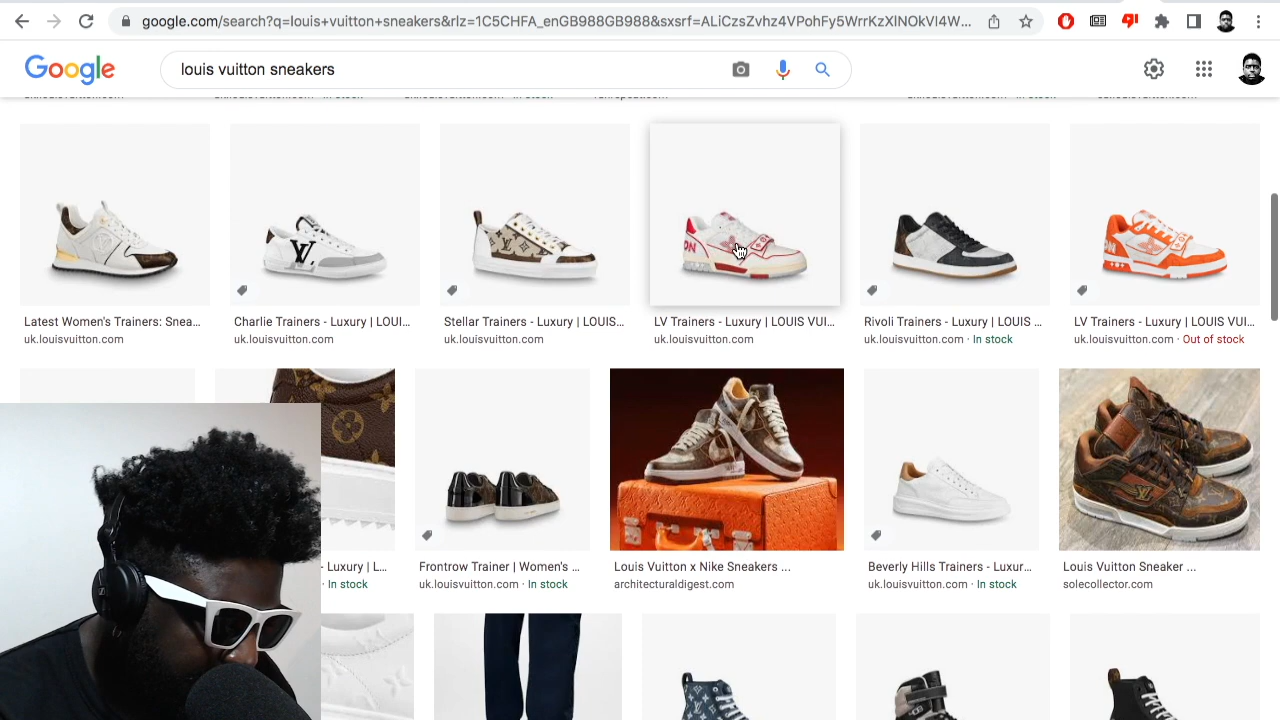 google.com/search?q=louis+vuitton+sneakers&rlz=1C5CHFA_enGB988GB988&sxsrf=ALiCzsZvhz4VPohFy5WrrKzXlNOkVl4W...
Google
louis vuitton sneakers
Latest Women's Trainers: Snea...
uk.louisvuitton.com
Charlie Trainers - Luxury | LOUI...
uk.louisvuitton.com
Stellar Trainers - Luxury | LOUIS...
uk.louisvuitton.com
LV Trainers - Luxury | LOUIS VUI...
uk.louisvuitton.com
Rivoli Trainers - Luxury | LOUIS ...
uk.louisvuitton.com · In stock
LV Trainers - Luxury | LOUIS VUI...
uk.louisvuitton.com · Out of stock
- Luxury | L...
· In stock
Frontrow Trainer | Women's ...
uk.louisvuitton.com · In stock
Louis Vuitton x Nike Sneakers ...
architecturaldigest.com
Beverly Hills Trainers - Luxur...
uk.louisvuitton.com · In stock
Louis Vuitton Sneaker ...
solecollector.com